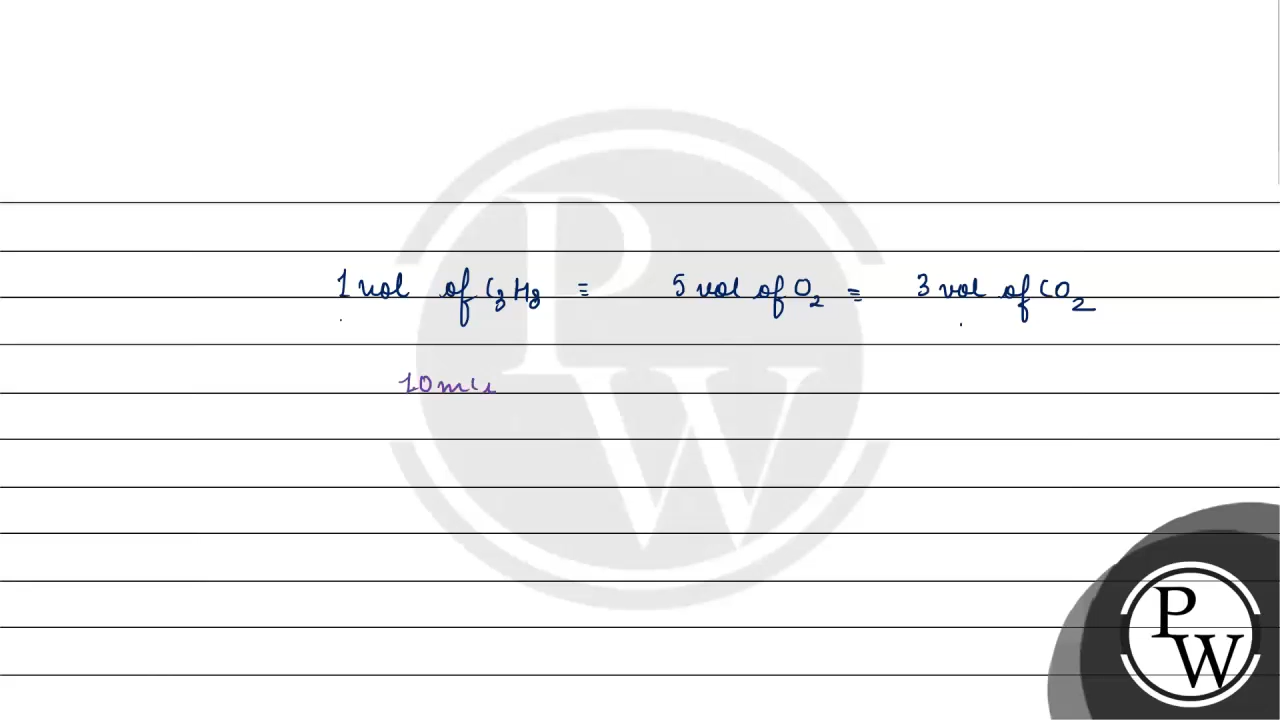 1 vol of C₃H₈ ≡ 5 vol of O₂ ≡ 3 vol of CO₂
10 mL
P
W
P
W